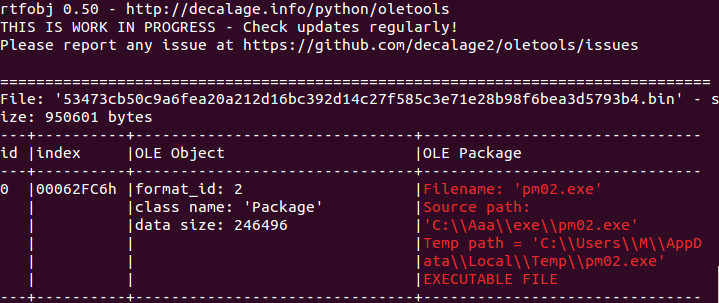 rtfobj 0.50 - http://decalage.info/python/oletools
THIS IS WORK IN PROGRESS - Check updates regularly!
Please report any issue at https://github.com/decalage2/oletools/issues
===============================================================================
File: '53473cb50c9a6fea20a212d16bc392d14c27f585c3e71e28b98f6bea3d5793b4.bin' - s
ize: 950601 bytes
---+----------+-------------------------------+-------------------------------
id |index     |OLE Object                     |OLE Package
---+----------+-------------------------------+-------------------------------
0  |00062FC6h |format_id: 2                   |Filename: 'pm02.exe'
   |          |class name: 'Package'          |Source path:
   |          |data size: 246496              |'C:\\Aaa\\exe\\pm02.exe'
   |          |                               |Temp path = 'C:\\Users\\M\\AppD
   |          |                               |ata\\Local\\Temp\\pm02.exe'
   |          |                               |EXECUTABLE FILE
---+----------+-------------------------------+-------------------------------